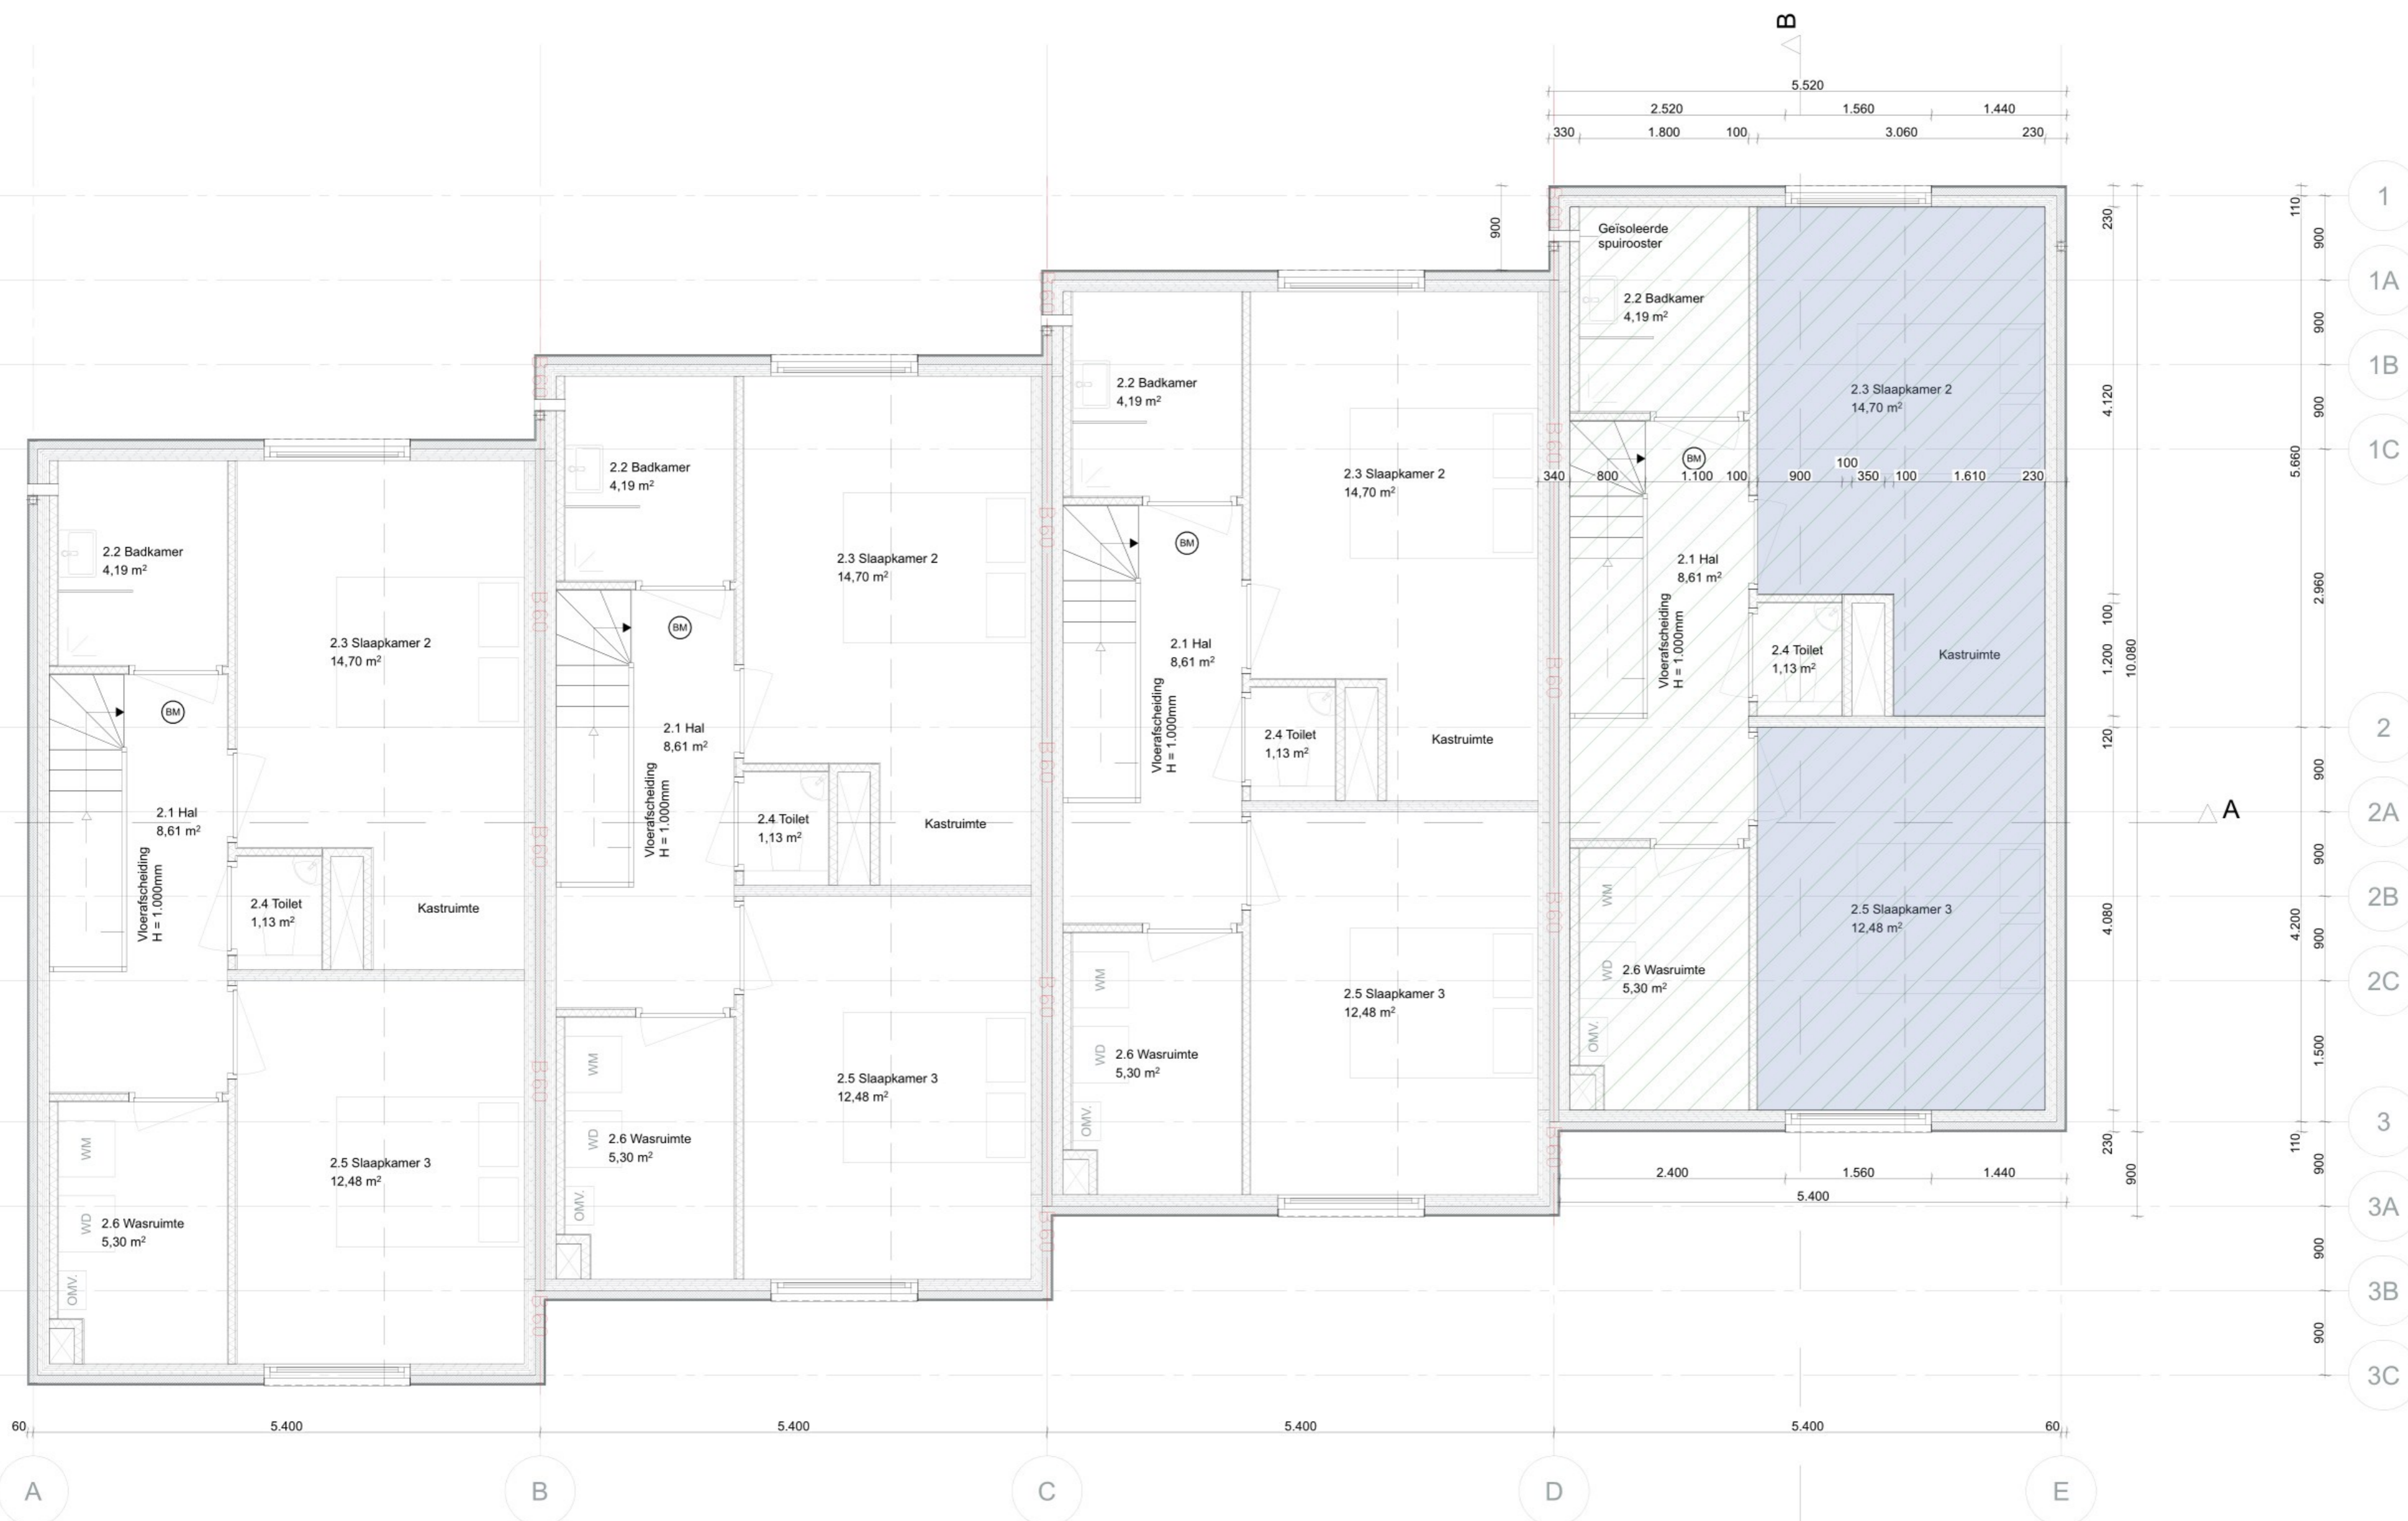 B
5.520
2.520 1.560 1.440
330 1.800 100 3.060 230
1
1A
1B
1C
2
2A
2B
2C
3
3A
3B
3C
110
900
900
900
900
5.660
2.960
900
900
900
4.200
1.500
110
900
900
900
230
4.120
100
1.200
10.080
120
4.080
230
900
A
900
Geïsoleerde
spuirooster
2.2 Badkamer
4,19 m²
2.3 Slaapkamer 2
14,70 m²
BM
340 800 1.100 100 900 100 350 100 1.610 230
2.1 Hal
8,61 m²
Vloerafscheiding
H = 1.000mm
2.4 Toilet
1,13 m²
Kastruimte
2.5 Slaapkamer 3
12,48 m²
WM
WD
2.6 Wasruimte
5,30 m²
OMV.
2.400 1.560 1.440
5.400
2.2 Badkamer
4,19 m²
2.3 Slaapkamer 2
14,70 m²
BM
2.1 Hal
8,61 m²
Vloerafscheiding
H = 1.000mm
2.4 Toilet
1,13 m²
Kastruimte
2.5 Slaapkamer 3
12,48 m²
WM
WD
2.6 Wasruimte
5,30 m²
OMV.
2.2 Badkamer
4,19 m²
2.3 Slaapkamer 2
14,70 m²
BM
2.1 Hal
8,61 m²
Vloerafscheiding
H = 1.000mm
2.4 Toilet
1,13 m²
Kastruimte
2.5 Slaapkamer 3
12,48 m²
WM
WD
2.6 Wasruimte
5,30 m²
OMV.
2.2 Badkamer
4,19 m²
2.3 Slaapkamer 2
14,70 m²
BM
2.1 Hal
8,61 m²
Vloerafscheiding
H = 1.000mm
2.4 Toilet
1,13 m²
Kastruimte
2.5 Slaapkamer 3
12,48 m²
WM
WD
2.6 Wasruimte
5,30 m²
OMV.
60 5.400 5.400 5.400 5.400 60
A B C D E